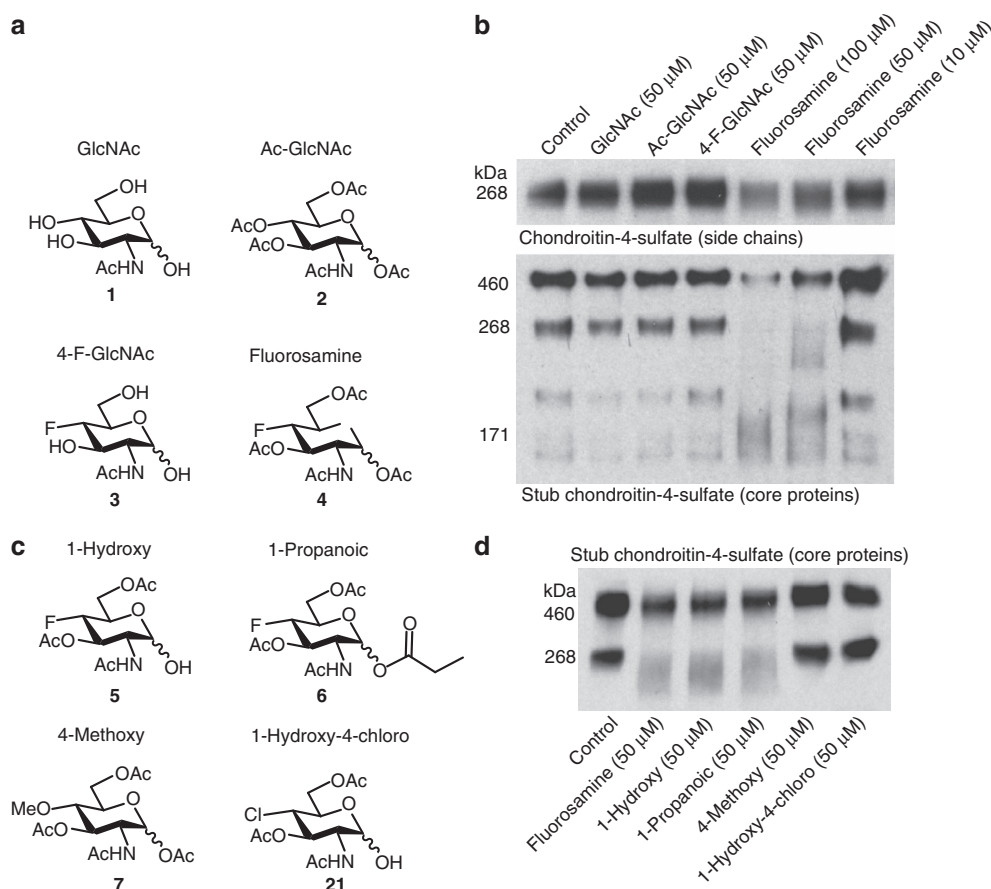 a
GlcNAc
OH
O
HO
HO
AcHN
OH
1
Ac-GlcNAc
OAc
O
AcO
AcO
AcHN
OAc
2
4-F-GlcNAc
OH
O
F
HO
AcHN
OH
3
Fluorosamine
OAc
F
AcO
AcHN
OAc
4
b
Control
GlcNAc (50 µM)
Ac-GlcNAc (50 µM)
4-F-GlcNAc (50 µM)
Fluorosamine (100 µM)
Fluorosamine (50 µM)
Fluorosamine (10 µM)
kDa
268
Chondroitin-4-sulfate (side chains)
460
268
171
Stub chondroitin-4-sulfate (core proteins)
c
1-Hydroxy
OAc
O
F
AcO
AcHN
OH
5
1-Propanoic
OAc
O
F
AcO
O
AcHN
O
6
4-Methoxy
OAc
O
MeO
AcO
AcHN
OAc
7
1-Hydroxy-4-chloro
OAc
O
Cl
AcO
AcHN
OH
21
d
Stub chondroitin-4-sulfate (core proteins)
kDa
460
268
Control
Fluorosamine (50 µM)
1-Hydroxy (50 µM)
1-Propanoic (50 µM)
4-Methoxy (50 µM)
1-Hydroxy-4-chloro (50 µM)